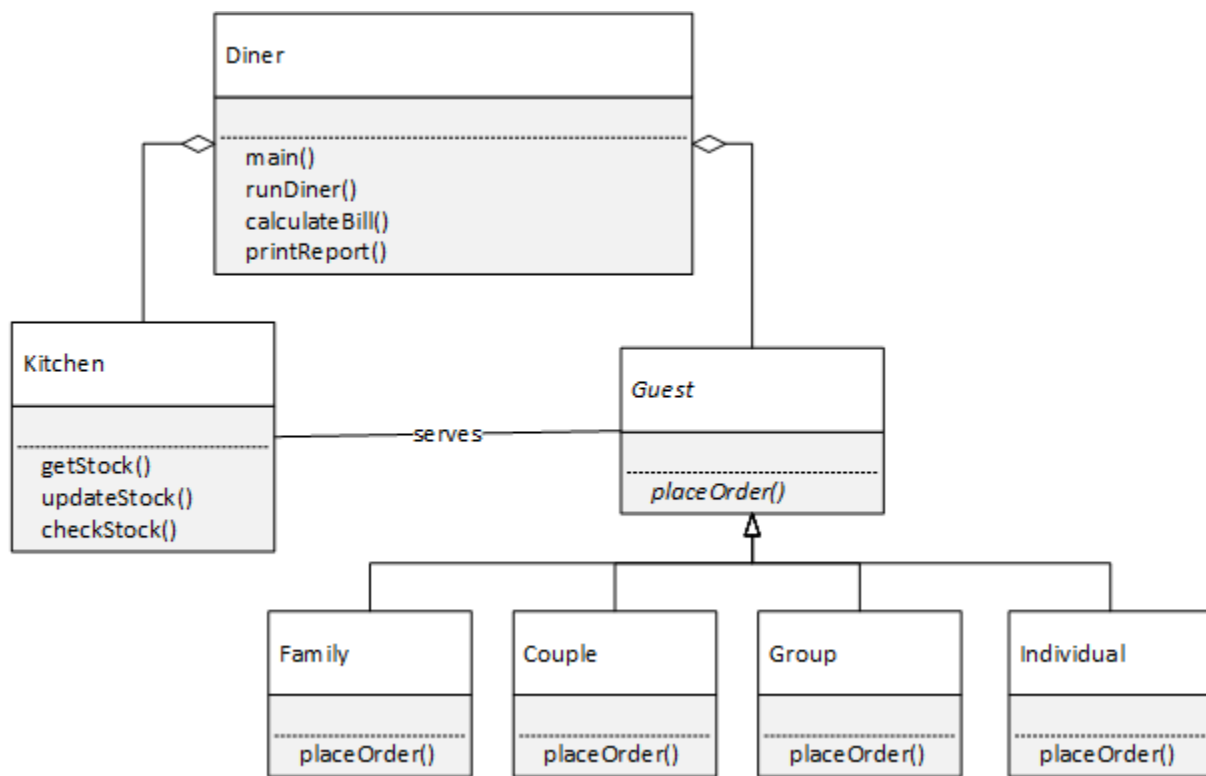 Diner
main()
runDiner()
calculateBill()
printReport()
Kitchen
getStock()
updateStock()
checkStock()
serves
Guest
placeOrder()
Family
placeOrder()
Couple
placeOrder()
Group
placeOrder()
Individual
placeOrder()